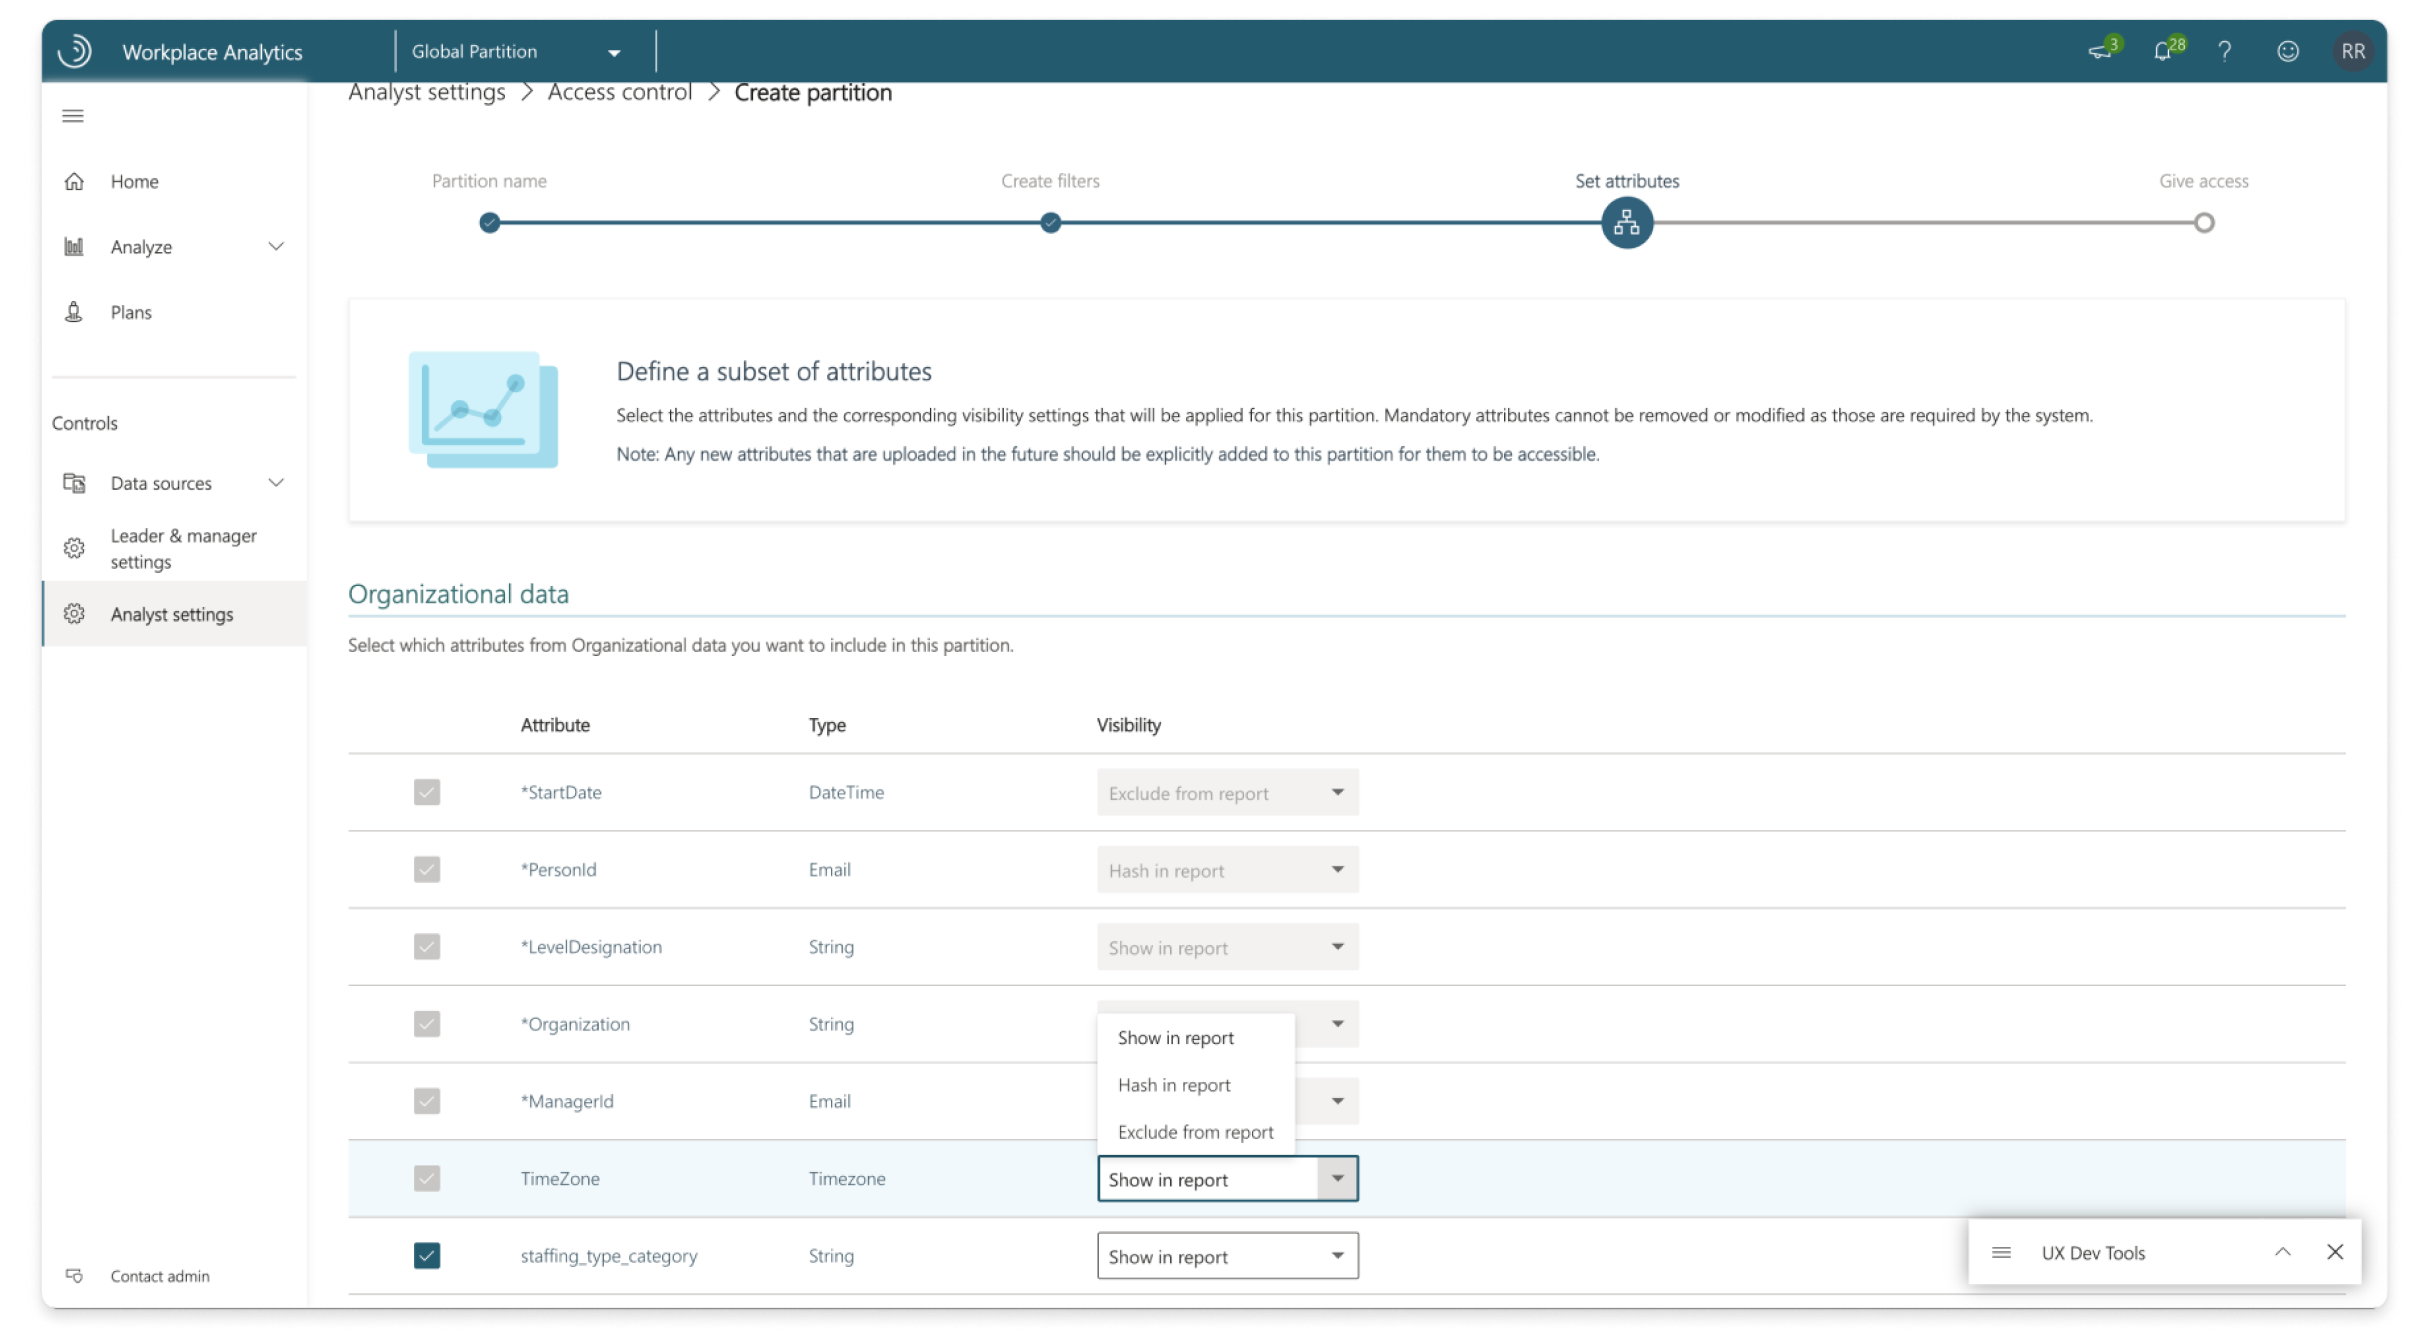 Workplace Analytics
Global Partition
3
28
?
RR
Analyst settings > Access control > Create partition
Home
Analyze
Plans
Controls
Data sources
Leader & manager
settings
Analyst settings
Contact admin
Partition name
Create filters
Set attributes
Give access
Define a subset of attributes
Select the attributes and the corresponding visibility settings that will be applied for this partition. Mandatory attributes cannot be removed or modified as those are required by the system.
Note: Any new attributes that are uploaded in the future should be explicitly added to this partition for them to be accessible.
Organizational data
Select which attributes from Organizational data you want to include in this partition.
Attribute Type Visibility
*StartDate DateTime Exclude from report
*PersonId Email Hash in report
*LevelDesignation String Show in report
*Organization String
Show in report
Hash in report
*ManagerId Email
Exclude from report
TimeZone Timezone Show in report
staffing_type_category String Show in report
UX Dev Tools